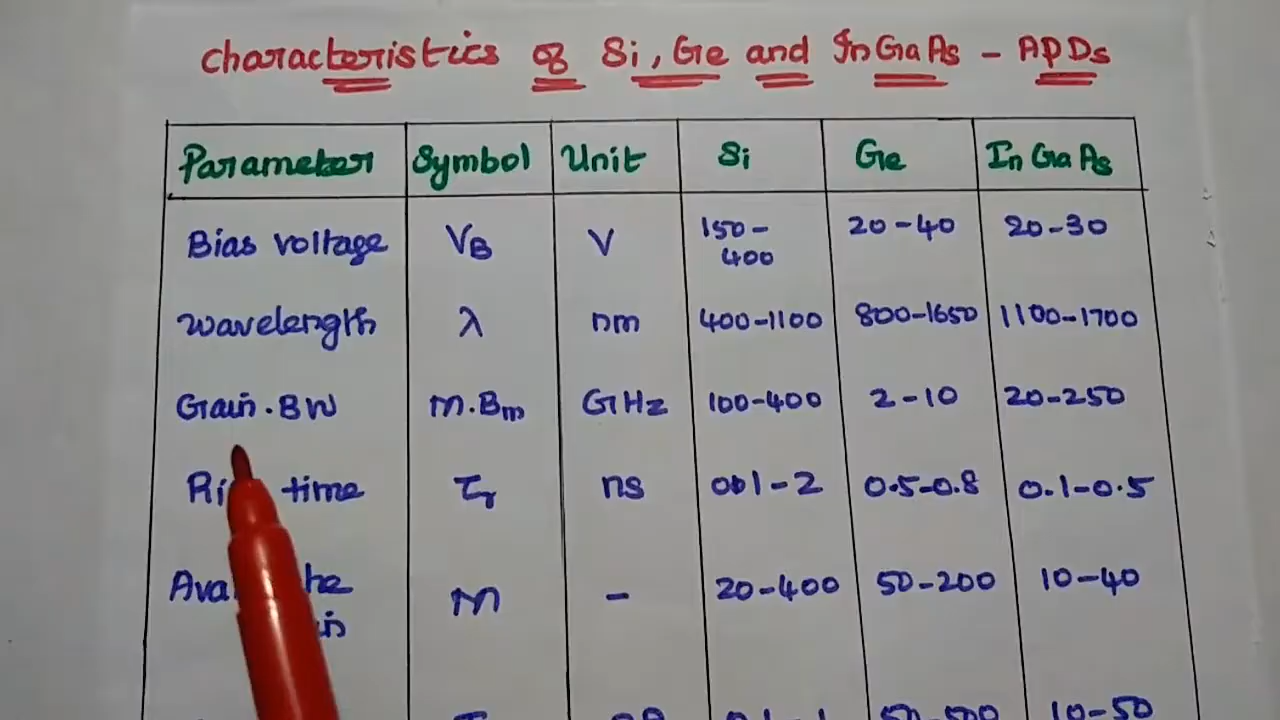 Characteristics of Si, Ge and InGaAs - APDs
Parameter Symbol Unit Si Ge InGaAs
Bias voltage VB V 150-400 20-40 20-30
Wavelength λ nm 400-1100 800-1650 1100-1700
Gain.BW m.Bm GHz 100-400 2-10 20-250
time τr ns 001-2 0.5-0.8 0.1-0.5
M - 20-400 50-200 10-40
50-500 10-50